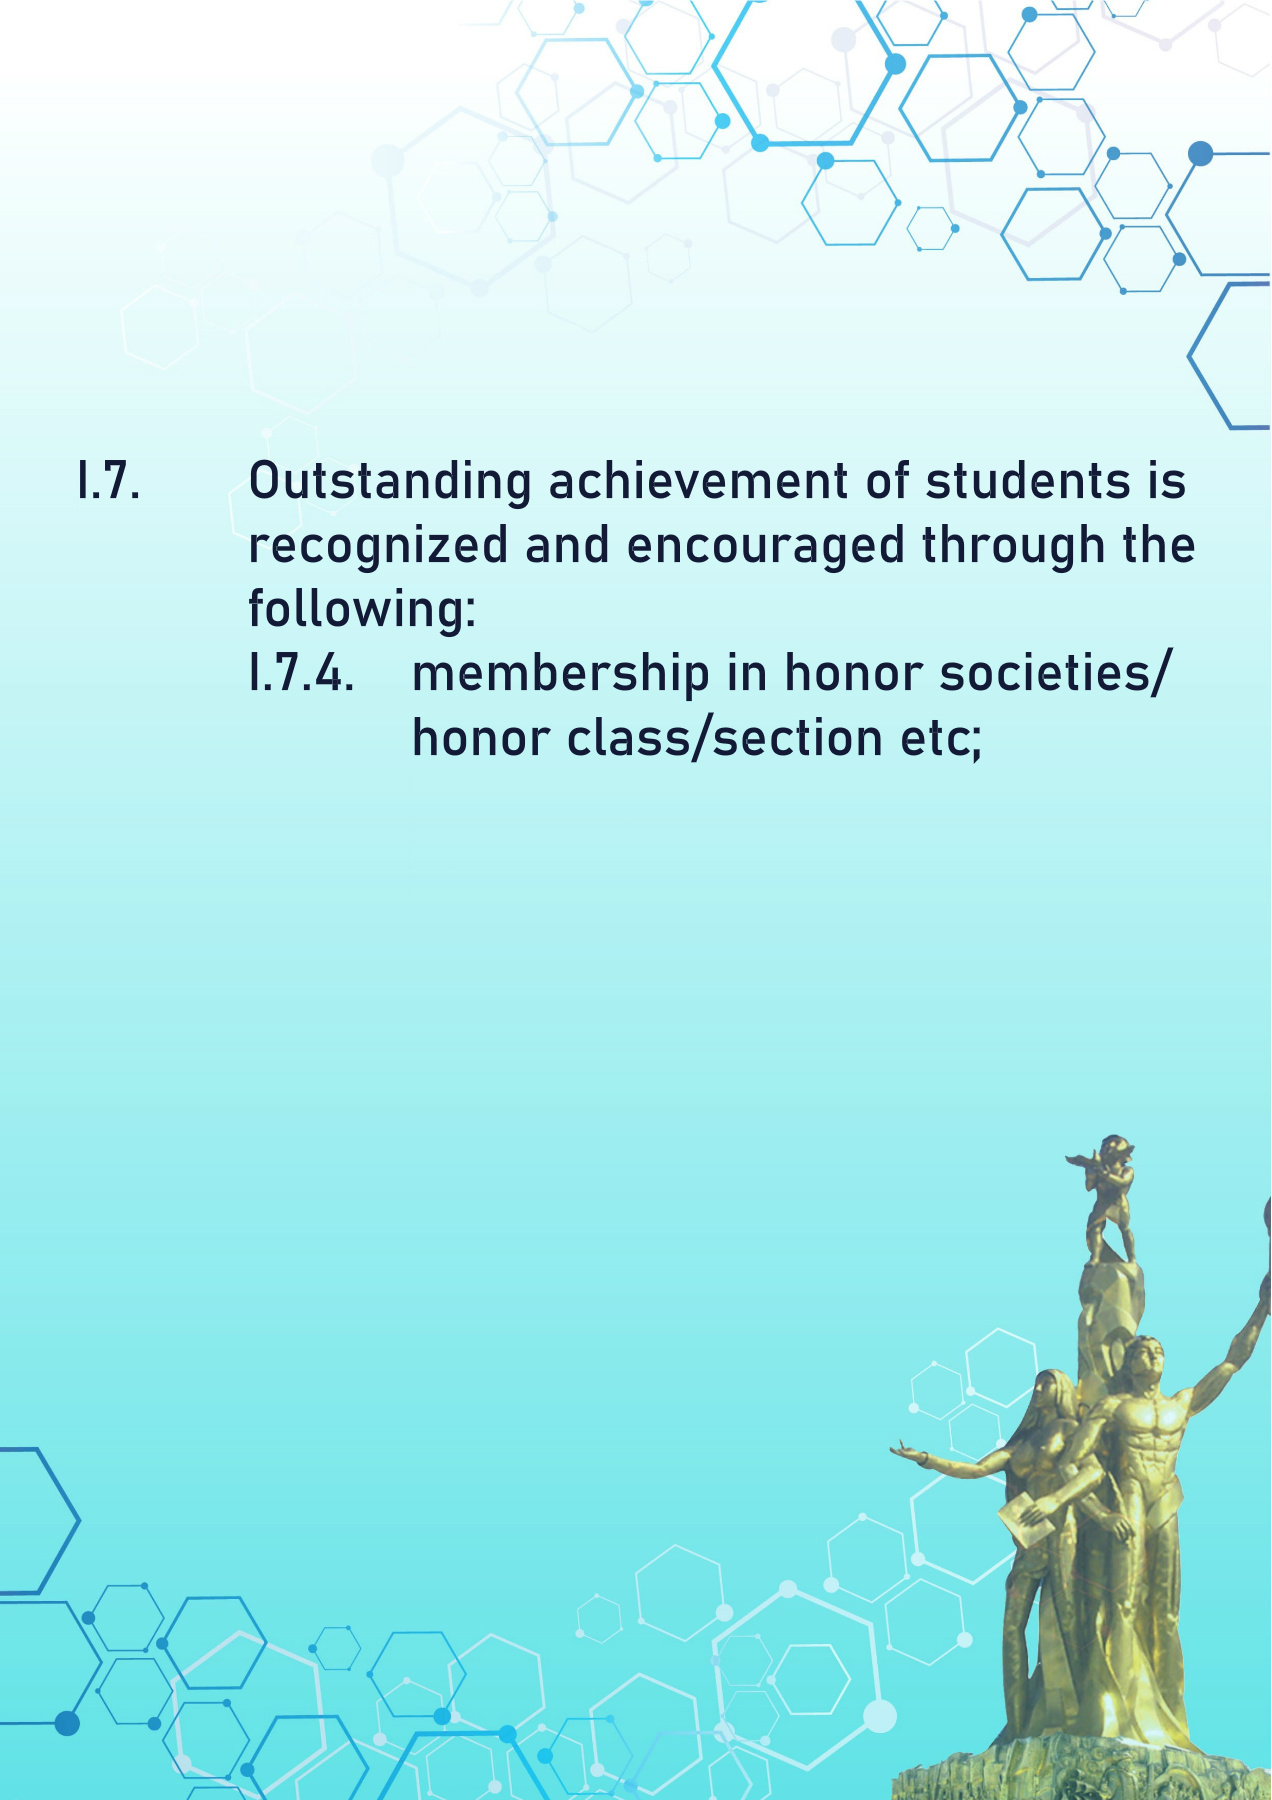 I.7. Outstanding achievement of students is
recognized and encouraged through the
following:
I.7.4. membership in honor societies/
honor class/section etc;